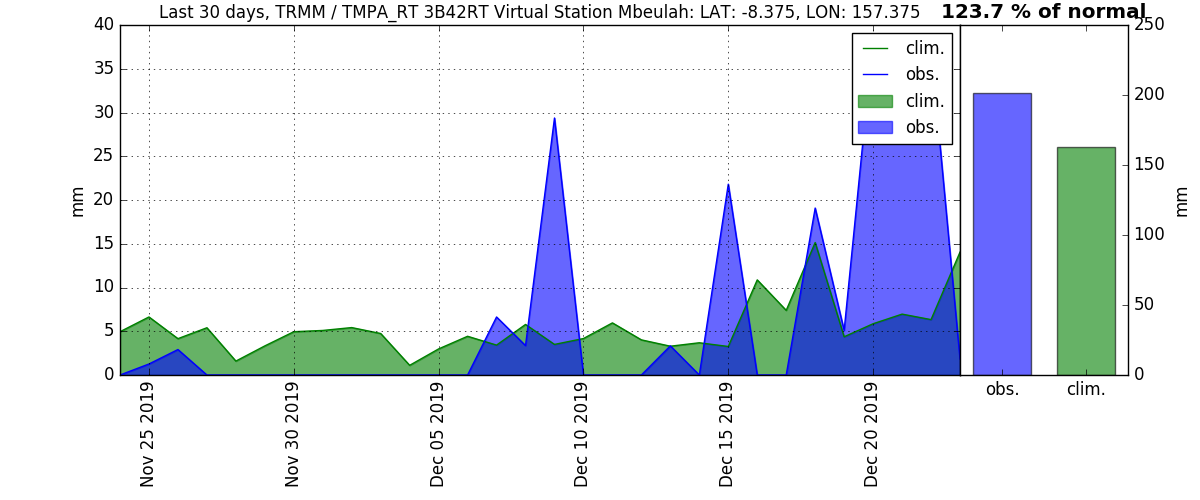 Last 30 days, TRMM / TMPA_RT 3B42RT Virtual Station Mbeulah: LAT: -8.375, LON: 157.375 123.7 % of normal
40
35
30
25
20
15
10
5
0
mm
clim.
obs.
clim.
obs.
250
200
150
100
50
0
mm
Nov 25 2019
Nov 30 2019
Dec 05 2019
Dec 10 2019
Dec 15 2019
Dec 20 2019
obs.
clim.